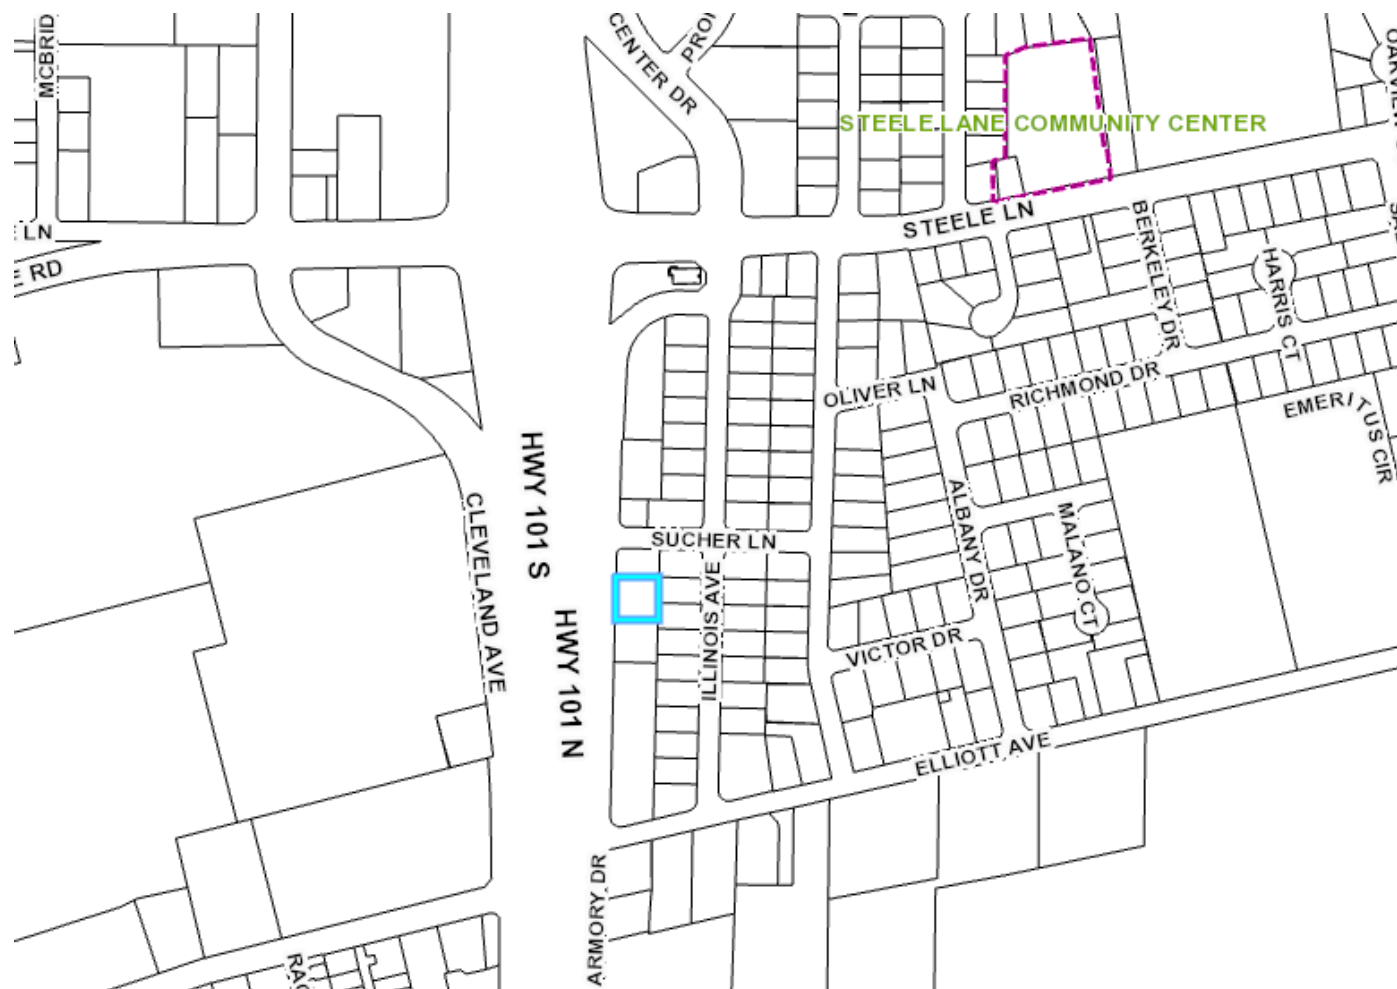 MCBRID
CENTER DR
PRO
OAKVIEW
STEELE LANE COMMUNITY CENTER
STEELE LN
LN
E RD
BERKELEY DR
HARRIS CT
OLIVER LN
RICHMOND DR
EMERITUS CIR
HWY 101 S
CLEVELAND AVE
SUCHER LN
ALBANY DR
MALANO CT
ILLINOIS AVE
HWY 101 N
VICTOR DR
ELLIOTT AVE
ARMORY DR